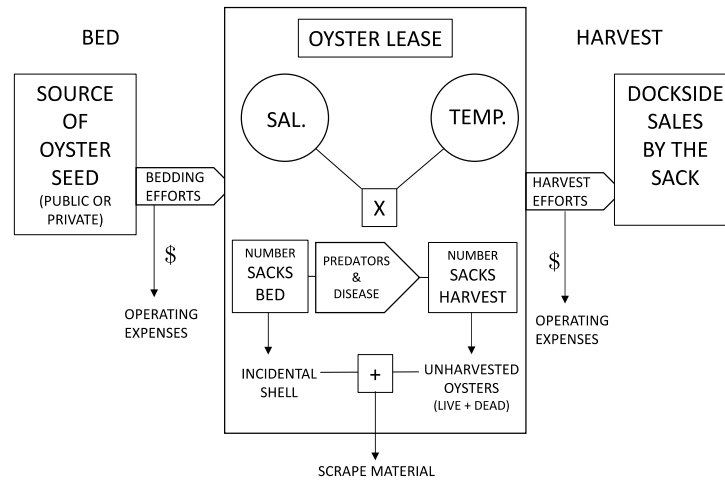 BED
OYSTER LEASE
HARVEST
SOURCE
OF
OYSTER
SEED
(PUBLIC OR
PRIVATE)
BEDDING
EFFORTS
$
OPERATING
EXPENSES
SAL.
TEMP.
X
NUMBER
SACKS
BED
PREDATORS
&
DISEASE
NUMBER
SACKS
HARVEST
INCIDENTAL
SHELL
+
UNHARVESTED
OYSTERS
(LIVE + DEAD)
SCRAPE MATERIAL
HARVEST
EFFORTS
$
OPERATING
EXPENSES
DOCKSIDE
SALES
BY THE
SACK